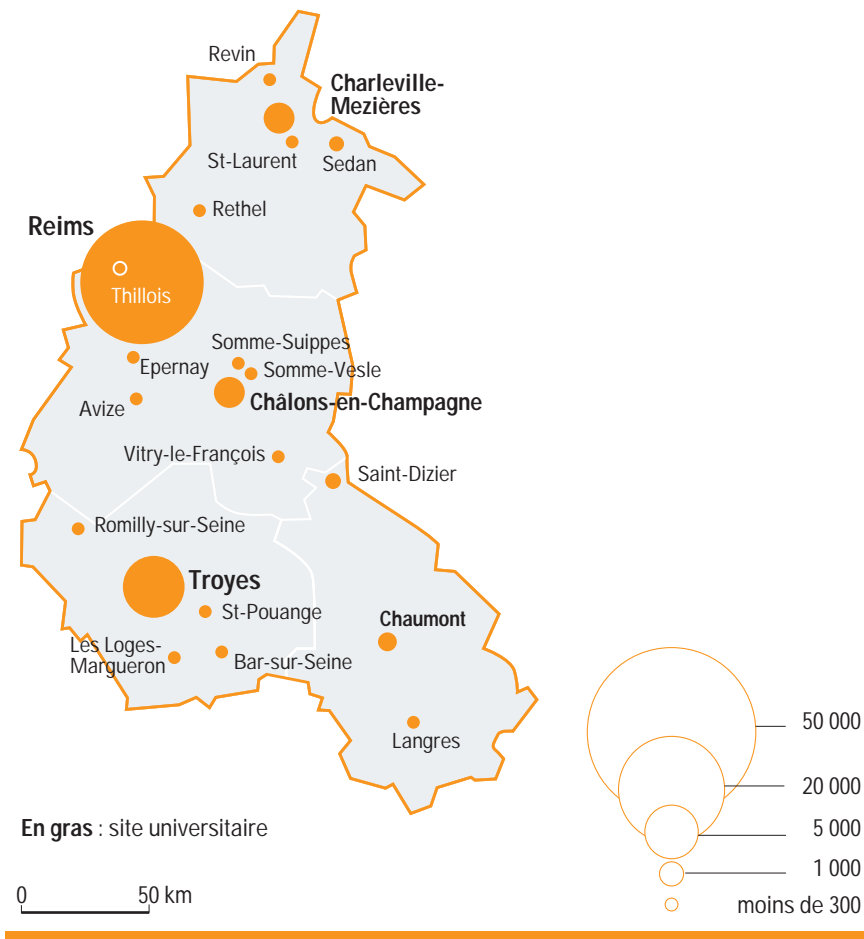 Revin
Charleville-
Mezières
St-Laurent
Sedan
Rethel
Reims
Thillois
Somme-Suippes
Epernay
Somme-Vesle
Avize
Châlons-en-Champagne
Vitry-le-François
Saint-Dizier
Romilly-sur-Seine
Troyes
St-Pouange
Chaumont
Les Loges-
Margueron
Bar-sur-Seine
Langres
50 000
20 000
5 000
1 000
moins de 300
En gras : site universitaire
0 50 km